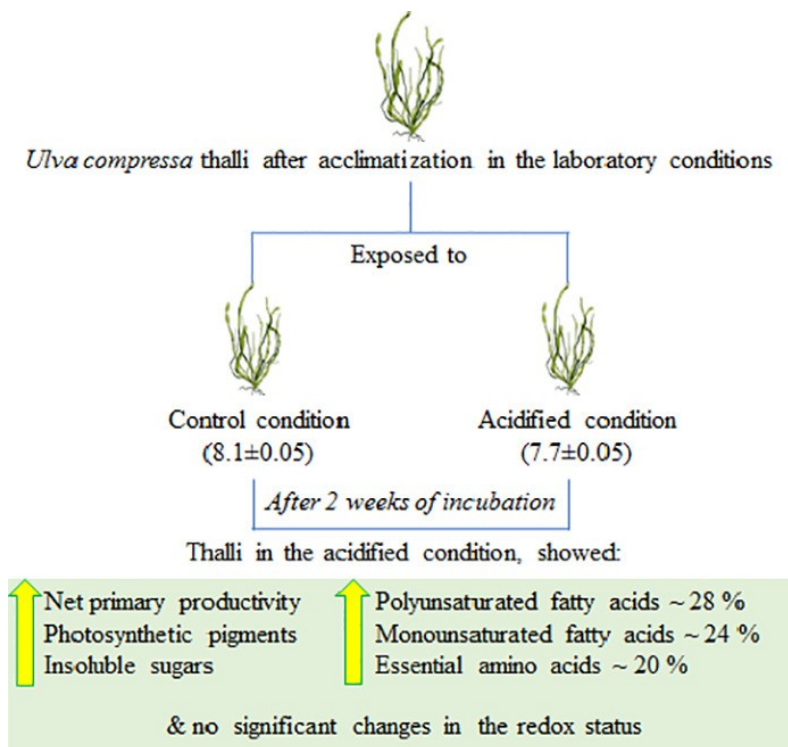 Ulva compressa thalli after acclimatization in the laboratory conditions
Exposed to
Control condition
(8.1±0.05)
Acidified condition
(7.7±0.05)
After 2 weeks of incubation
Thalli in the acidified condition, showed:
Net primary productivity
Photosynthetic pigments
Insoluble sugars
Polyunsaturated fatty acids ~ 28 %
Monounsaturated fatty acids ~ 24 %
Essential amino acids ~ 20 %
& no significant changes in the redox status